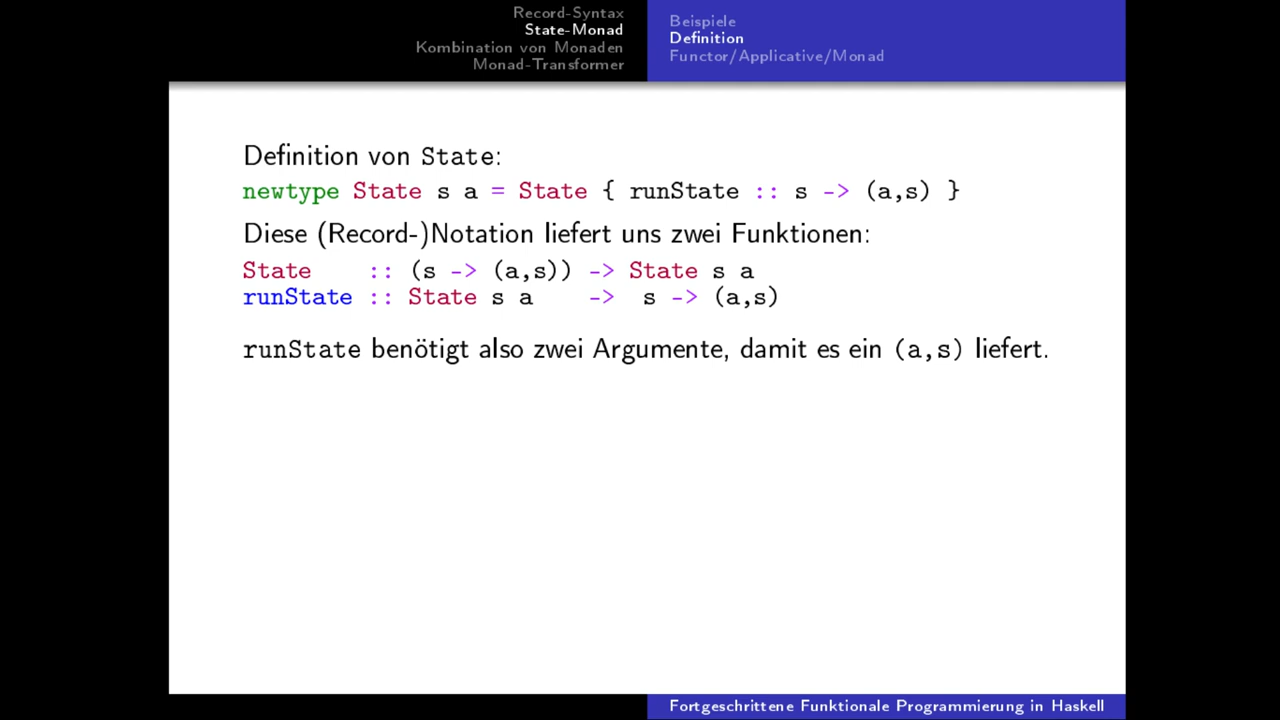 Record-Syntax
State-Monad
Kombination von Monaden
Monad-Transformer
Beispiele
Definition
Functor/Applicative/Monad
Definition von State:
newtype State s a = State { runState :: s -> (a,s) }
Diese (Record-)Notation liefert uns zwei Funktionen:
State :: (s -> (a,s)) -> State s a
runState :: State s a -> s -> (a,s)
runState benötigt also zwei Argumente, damit es ein (a,s) liefert.
Fortgeschrittene Funktionale Programmierung in Haskell